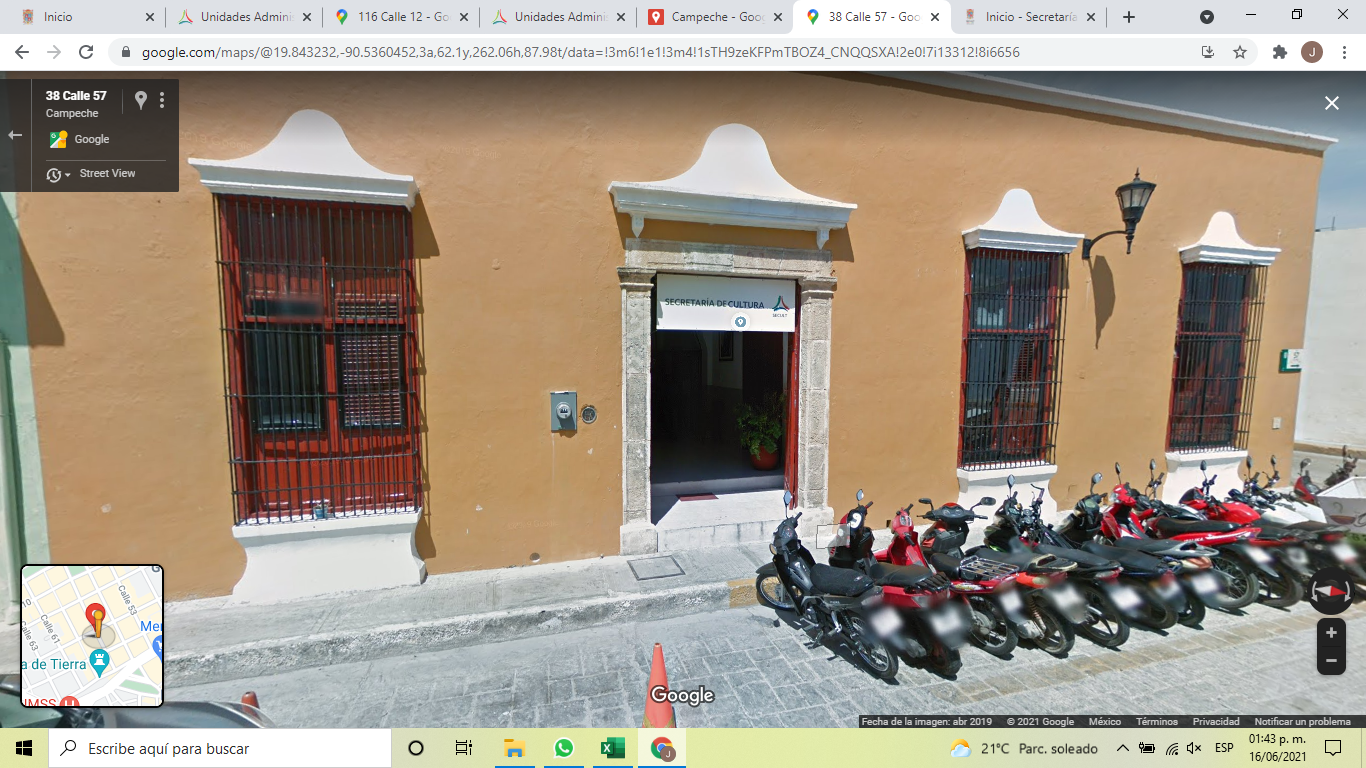 Inicio
Unidades Adminis
116 Calle 12 - Goo
Unidades Adminis
Campeche - Goog
38 Calle 57 - Goo
Inicio - Secretaría
google.com/maps/@19.843232,-90.5360452,3a,62.1y,262.06h,87.98t/data=!3m6!1e1!3m4!1sTH9zeKFPmTBOZ4_CNQQSXA!2e0!7i13312!8i6656
J
38 Calle 57
Campeche
Google
Street View
SECRETARÍA DE CULTURA
SECULT
Calle 53
10
Calle 61
Calle 63
Mer
a de Tierra
IMSS
Google
Fecha de la imagen: abr 2019 © 2021 Google México Términos Privacidad Notificar un problema
Escribe aquí para buscar
J
21°C Parc. soleado
ESP
01:43 p. m.
16/06/2021